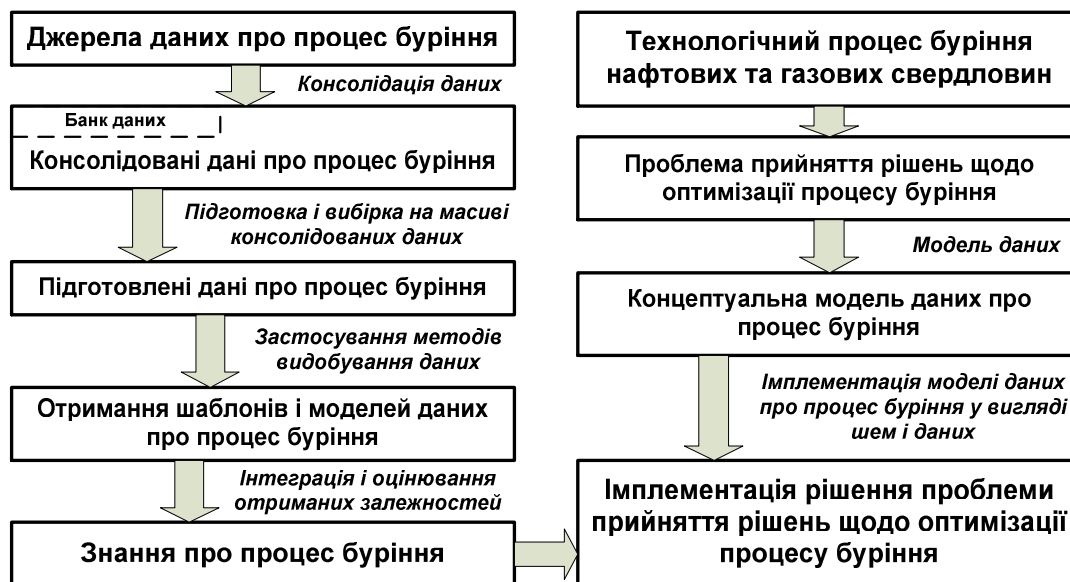 Джерела даних про процес буріння
Консолідація даних
Банк даних
Консолідовані дані про процес буріння
Підготовка і вибірка на масиві
консолідованих даних
Підготовлені дані про процес буріння
Застосування методів
видобування даних
Отримання шаблонів і моделей даних
про процес буріння
Інтеграція і оцінювання
отриманих залежностей
Знання про процес буріння
Технологічний процес буріння
нафтових та газових свердловин
Проблема прийняття рішень щодо
оптимізації процесу буріння
Модель даних
Концептуальна модель даних про
процес буріння
Імплементація моделі даних
про процес буріння у вигляді
шем і даних
Імплементація рішення проблеми
прийняття рішень щодо оптимізації
процесу буріння